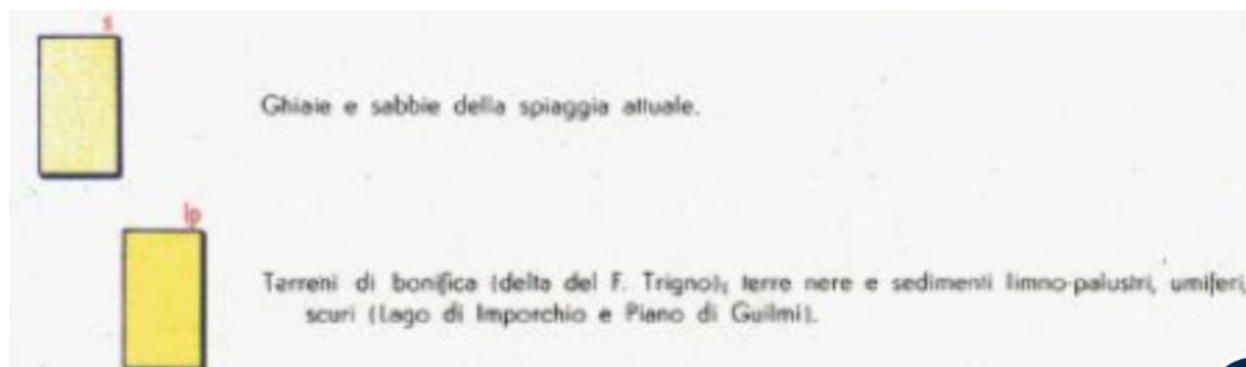 s
Ghiaie e sabbie della spiaggia attuale.
lp
Terreni di bonifica (delta del F. Trigno); terre nere e sedimenti limno-palustri, umiferi,
scuri (Lago di Imporchio e Piano di Guilmi).